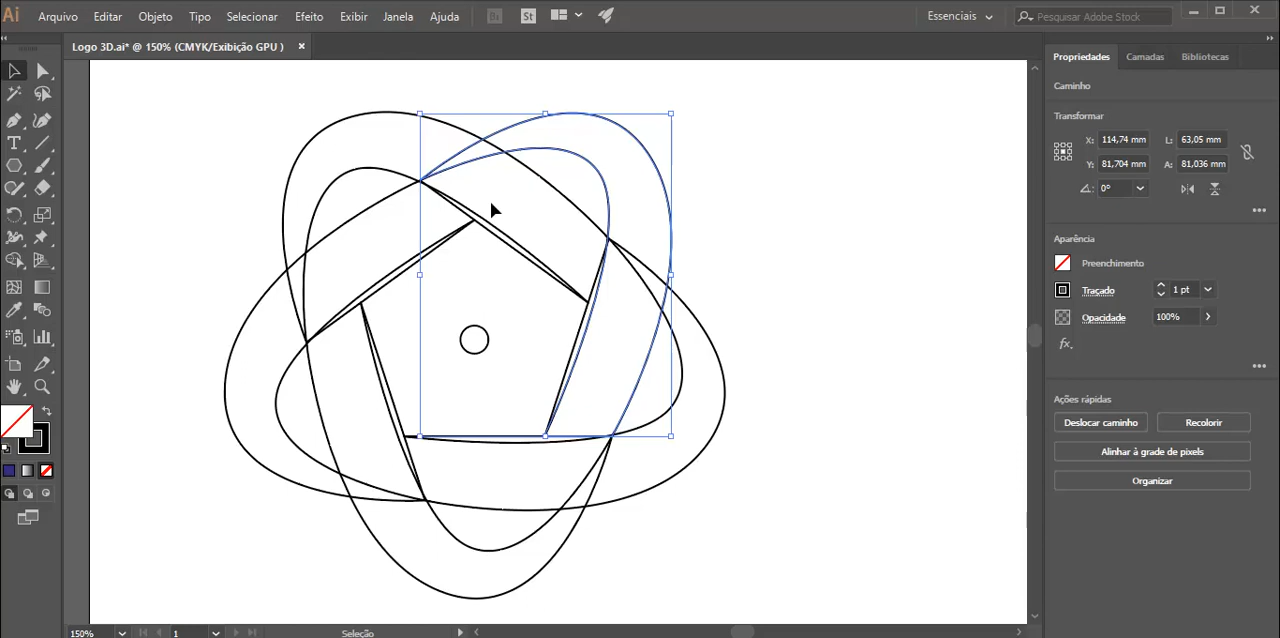 Ai Arquivo Editar Objeto Tipo Selecionar Efeito Exibir Janela Ajuda Br St Essenciais Pesquisar Adobe Stock
Logo 3D.ai* @ 150% (CMYK/Exibição GPU ) ×
Propriedades Camadas Bibliotecas
Caminho
Transformar
X: 114,74 mm L: 63,05 mm
Y: 81,704 mm A: 81,036 mm
0°
Aparência
Preenchimento
Traçado 1 pt
Opacidade 100%
fx.
Ações rápidas
Deslocar caminho Recolorir
Alinhar à grade de pixels
Organizar
150% 1 Seleção